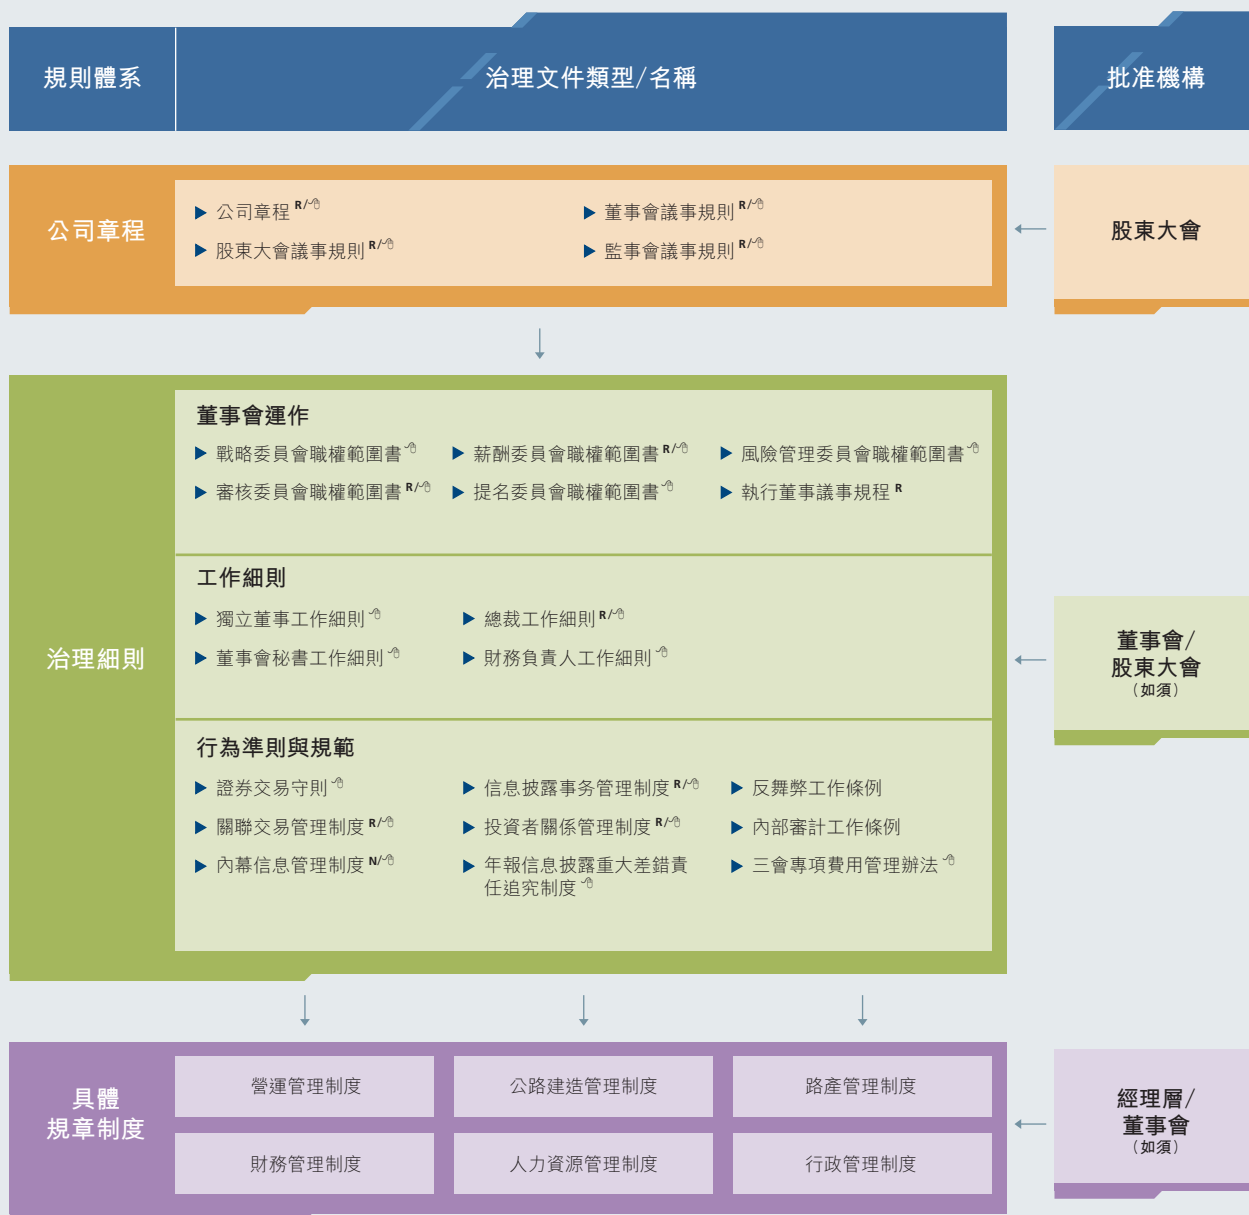 規則體系
治理文件類型/名稱
批准機構
公司章程
▶ 公司章程 R/
▶ 董事會議事規則 R/
▶ 股東大會議事規則 R/
▶ 監事會議事規則 R/
股東大會
治理細則
董事會運作
▶ 戰略委員會職權範圍書
▶ 薪酬委員會職權範圍書 R/
▶ 風險管理委員會職權範圍書
▶ 審核委員會職權範圍書 R/
▶ 提名委員會職權範圍書
▶ 執行董事議事規程 R
工作細則
▶ 獨立董事工作細則
▶ 總裁工作細則 R/
▶ 董事會秘書工作細則
▶ 財務負責人工作細則
行為準則與規範
▶ 證券交易守則
▶ 信息披露事务管理制度 R/
▶ 反舞弊工作條例
▶ 關聯交易管理制度 R/
▶ 投資者關係管理制度 R/
▶ 內部審計工作條例
▶ 內幕信息管理制度 N/
▶ 年報信息披露重大差錯責
任追究制度
▶ 三會專項費用管理辦法
董事會/
股東大會
（如須）
具體
規章制度
營運管理制度
公路建造管理制度
路產管理制度
財務管理制度
人力資源管理制度
行政管理制度
經理層/
董事會
（如須）